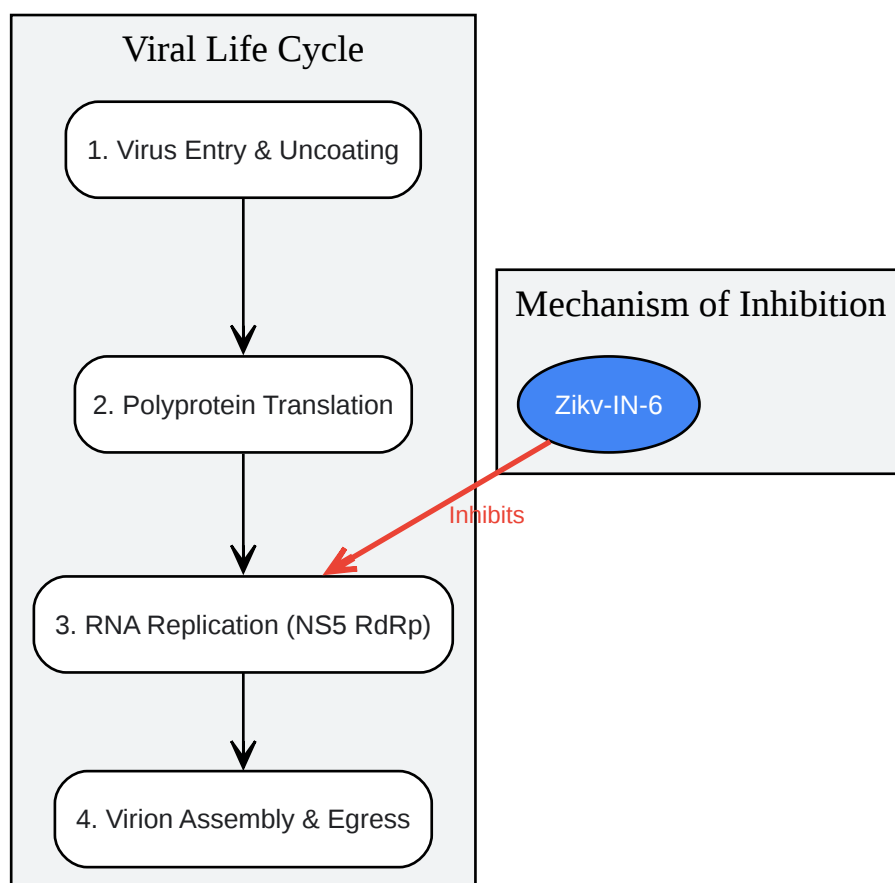 Viral Life Cycle
1. Virus Entry & Uncoating
2. Polyprotein Translation
3. RNA Replication (NS5 RdRp)
4. Virion Assembly & Egress
Mechanism of Inhibition
Zikv-IN-6
Inhibits